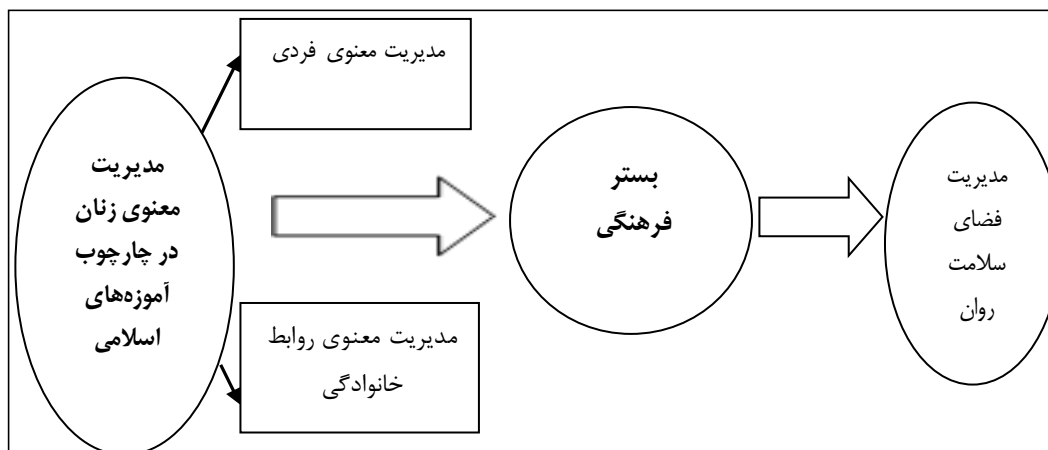 مدیریت معنوی فردی
مدیریت
معنوی زنان
در چارچوب
آموزه‌های
اسلامی
مدیریت معنوی روابط
خانوادگی
بستر
فرهنگی
مدیریت
فضای
سلامت
روان